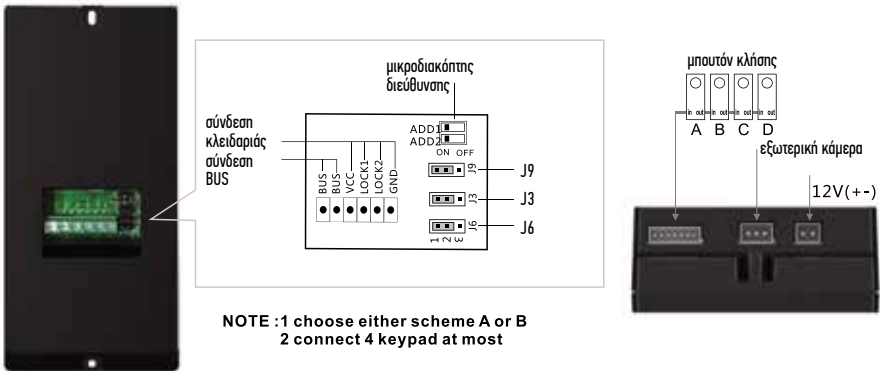 μικροδιακόπτης
διεύθυνσης
σύνδεση
κλειδαριάς
σύνδεση
BUS
ADD1
ADD2
ON OFF
BUS
BUS
VCC
LOCK1
LOCK2
GND
J9
J3
J6
1 2 3
J9
J3
J6
NOTE :1 choose either scheme A or B
2 connect 4 keypad at most
μπουτόν κλήσης
in out in out in out in out
A B C D
εξωτερική κάμερα
12V(+-)